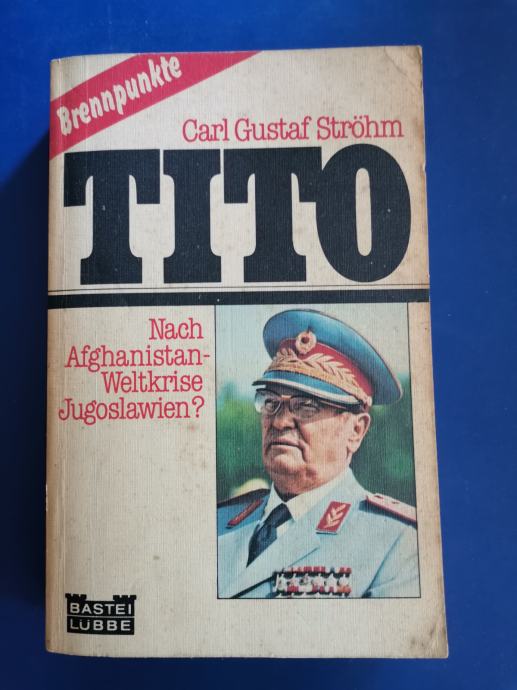 Brennpunkte
Carl Gustaf Ströhm
TITO
Nach
Afghanistan-
Weltkrise
Jugoslawien?
BASTEI
LÜBBE